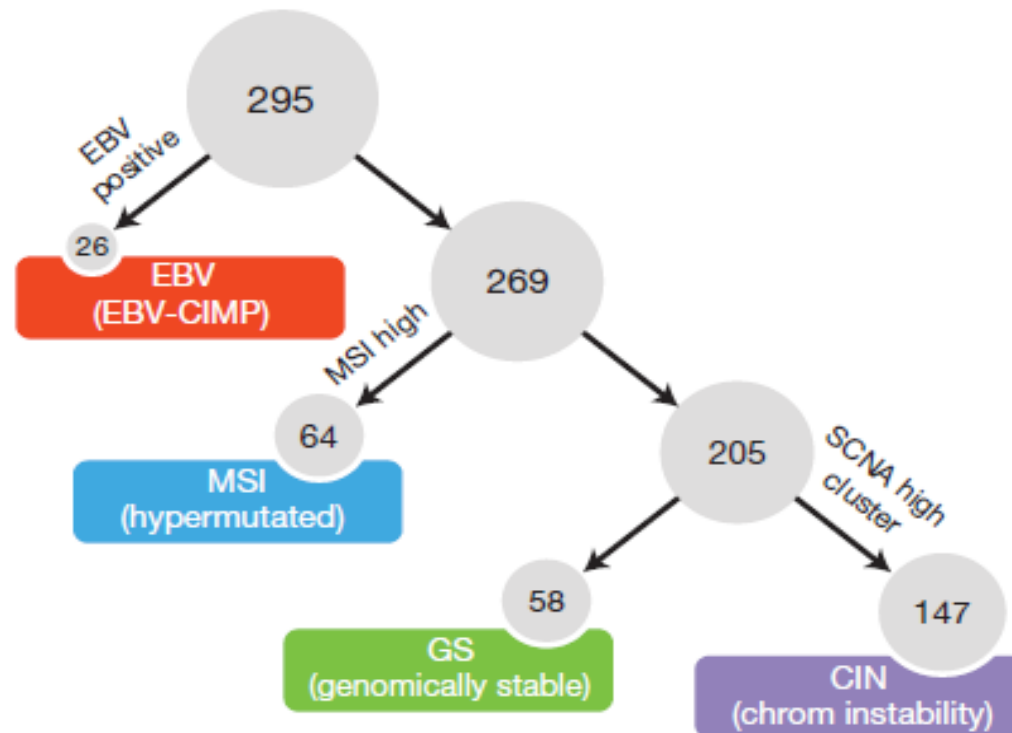 295
EBV
positive
26
EBV
(EBV-CIMP)
269
MSI high
64
MSI
(hypermutated)
205
SCNA high
cluster
58
GS
(genomically stable)
147
CIN
(chrom instability)